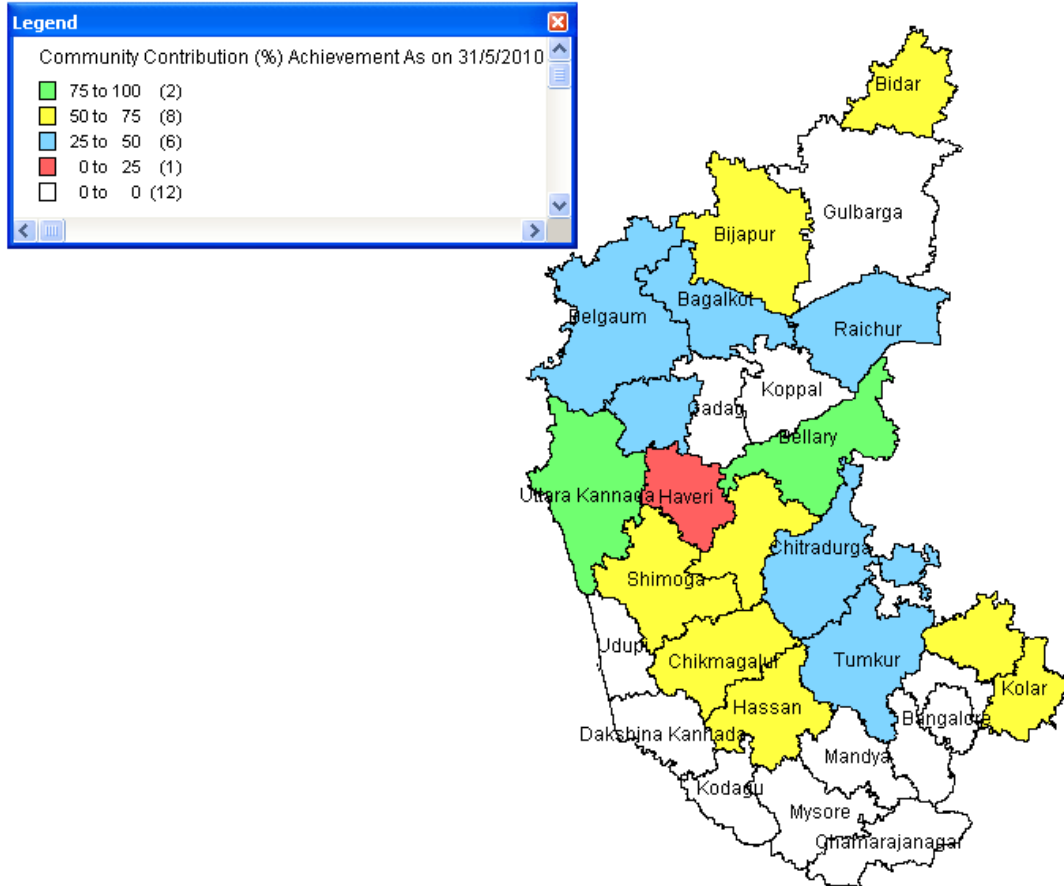 Legend
Community Contribution (%) Achievement As on 31/5/2010
75 to 100 (2)
50 to 75 (8)
25 to 50 (6)
0 to 25 (1)
0 to 0 (12)
Bidar
Gulbarga
Bijapur
Bagalkot
Belgaum
Raichur
Koppal
Gadag
Bellary
Uttara Kannada
Haveri
Chitradurga
Shimoga
Udupi
Chikmagalur
Tumkur
Kolar
Hassan
Bangalore
Dakshina Kannada
Mandya
Kodagu
Mysore
Chamarajanagar